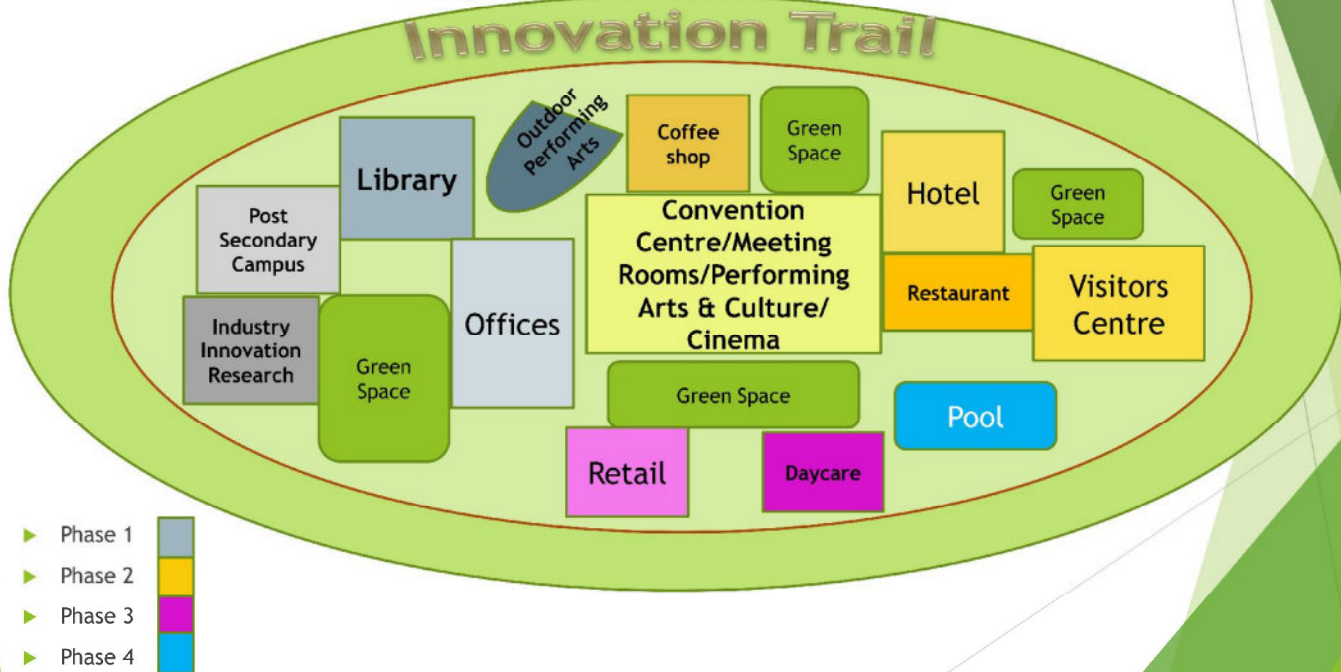 Innovation Trail
Library
Outdoor
Performing
Arts
Coffee
shop
Green
Space
Hotel
Green
Space
Post
Secondary
Campus
Convention
Centre/Meeting
Rooms/Performing
Arts & Culture/
Cinema
Offices
Restaurant
Visitors
Centre
Industry
Innovation
Research
Green
Space
Green Space
Pool
Retail
Daycare
Phase 1
Phase 2
Phase 3
Phase 4